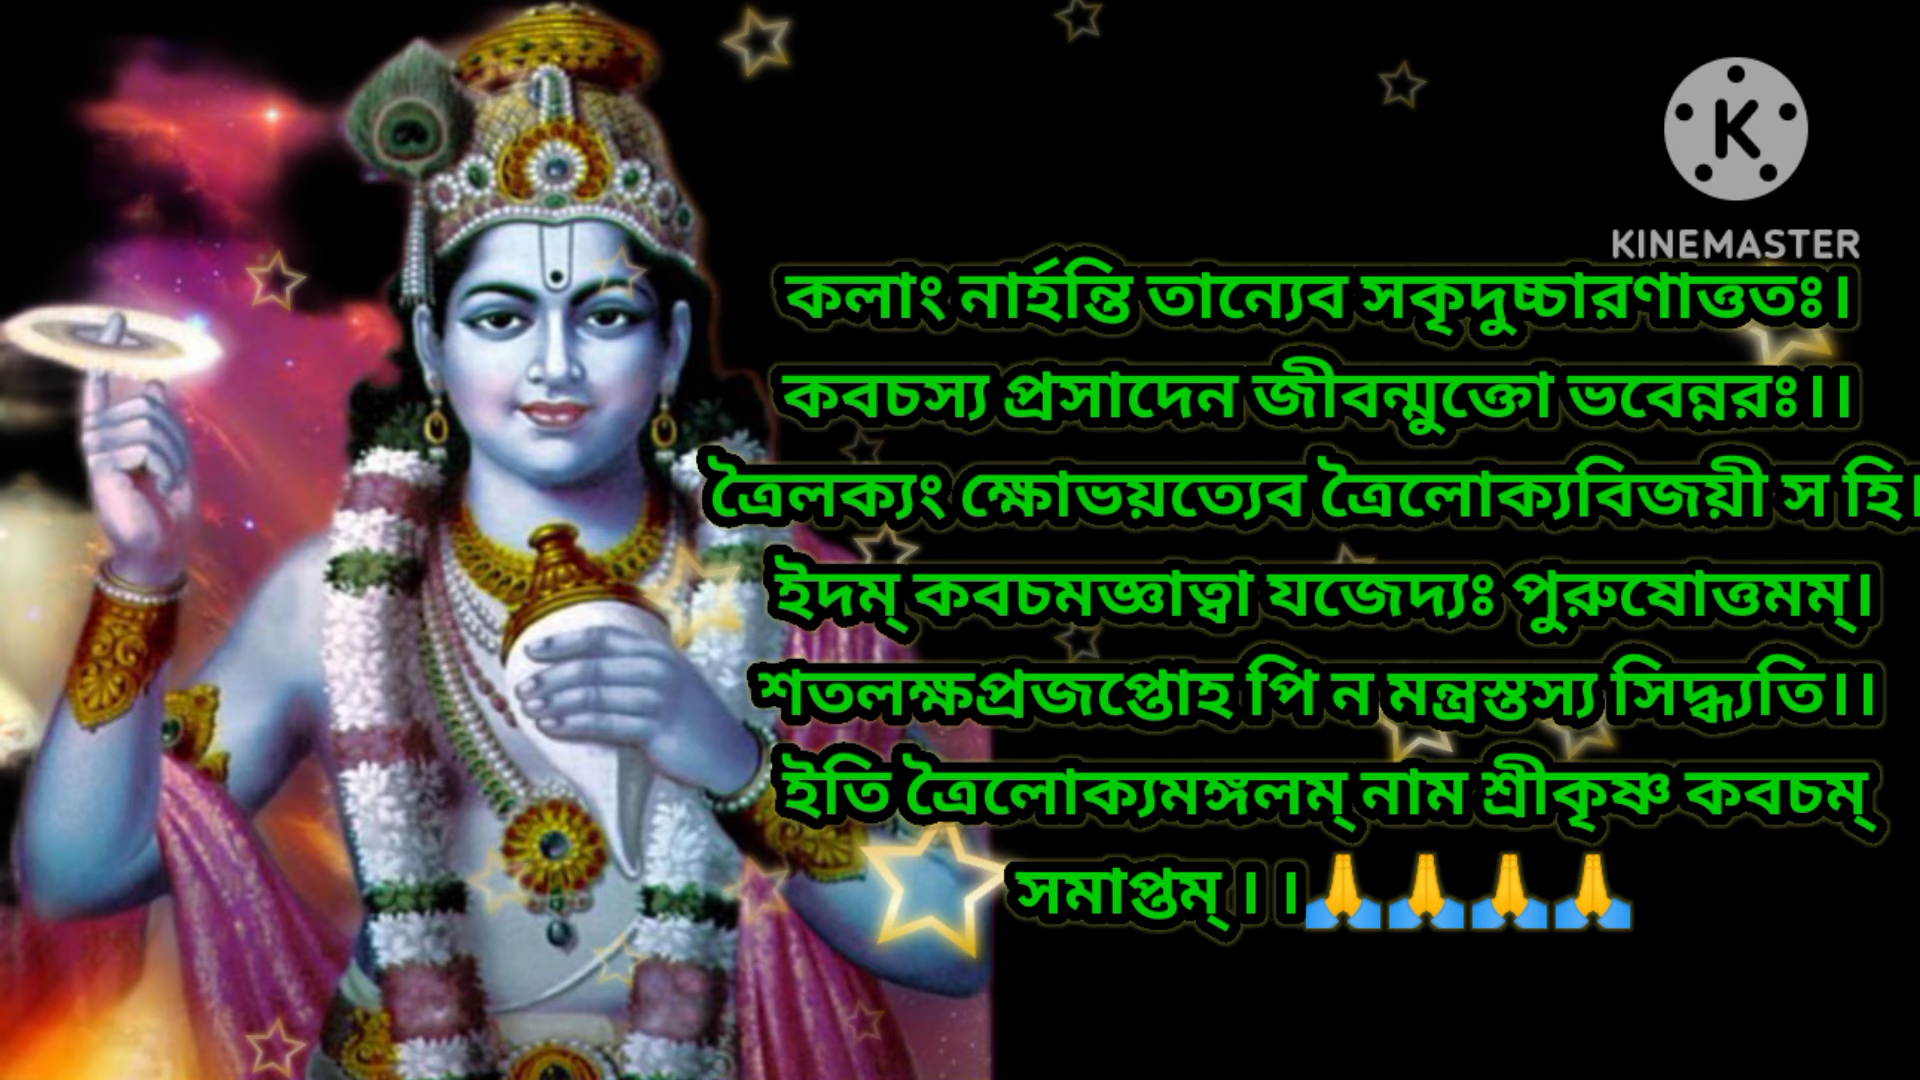 KINEMASTER
কলাং নার্হন্তি তান্যেব সকৃদুচ্চারণাত্ততঃ।
কবচস্য প্রসাদেন জীবন্মুক্তো ভবেন্নরঃ।।
ত্রৈলক্যং ক্ষোভয়ত্যেব ত্রৈলোক্যবিজয়ী স হি।
ইদম্ কবচমজ্ঞাত্বা যজেদ্যঃ পুরুষোত্তমম্।
শতলক্ষপ্রজপ্তোহ পি ন মন্ত্রস্তস্য সিদ্ধ্যতি।।
ইতি ত্রৈলোক্যমঙ্গলম্ নাম শ্রীকৃষ্ণ কবচম্
সমাপ্তম্ । ।🙏🙏🙏🙏